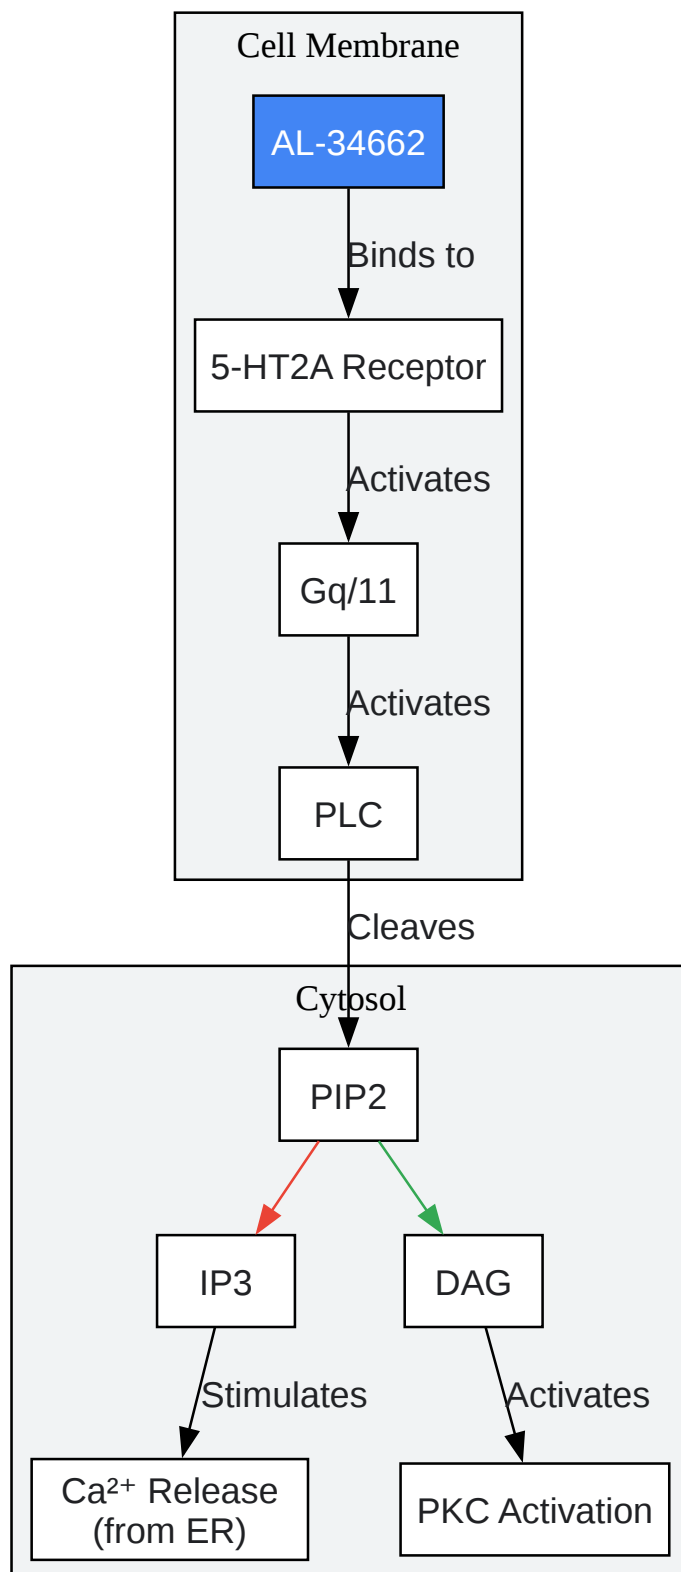 Cell Membrane
AL-34662
Binds to
5-HT2A Receptor
Activates
Gq/11
Activates
PLC
Cleaves
Cytosol
PIP2
IP3
DAG
Stimulates
Activates
Ca²⁺ Release
(from ER)
PKC Activation